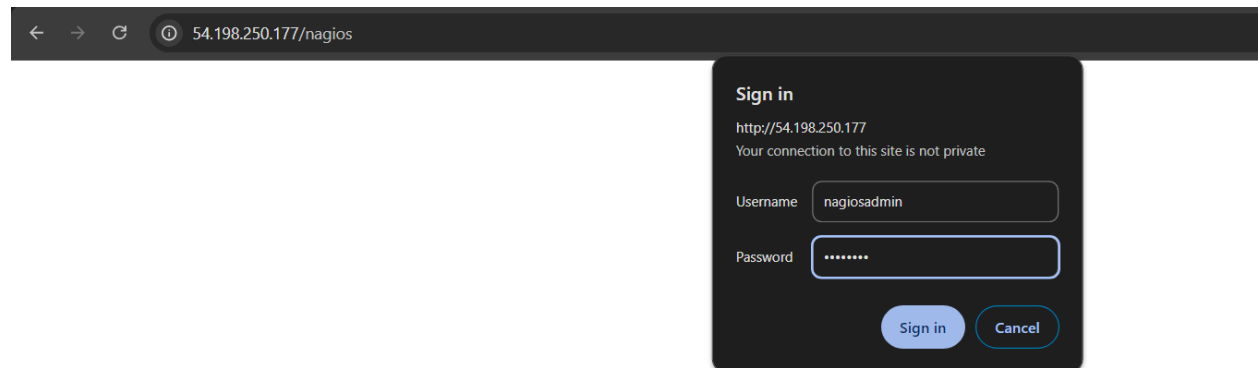 54.198.250.177/nagios
Sign in
http://54.198.250.177
Your connection to this site is not private
Username nagiosadmin
Password ••••••••
Sign in Cancel